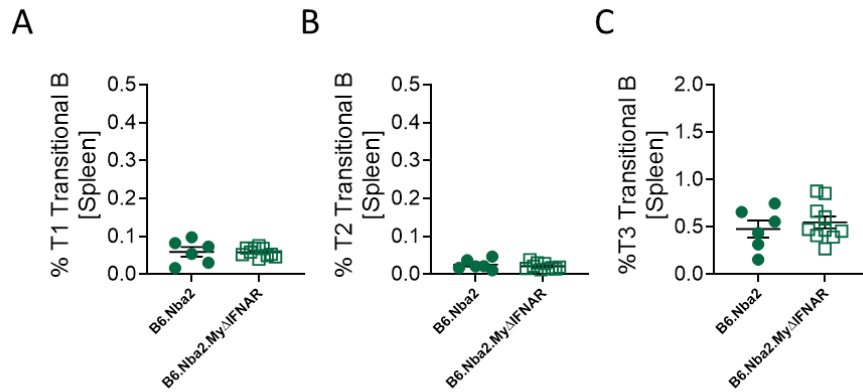 A
% T1 Transitional B
[Spleen]
0.5
0.4
0.3
0.2
0.1
0.0
B6.Nba2
B6.Nba2.MyΔIFNAR
B
% T2 Transitional B
[Spleen]
0.5
0.4
0.3
0.2
0.1
0.0
B6.Nba2
B6.Nba2.MyΔIFNAR
C
%T3 Transitional B
[Spleen]
2.0
1.5
1.0
0.5
0.0
B6.Nba2
B6.Nba2.MyΔIFNAR